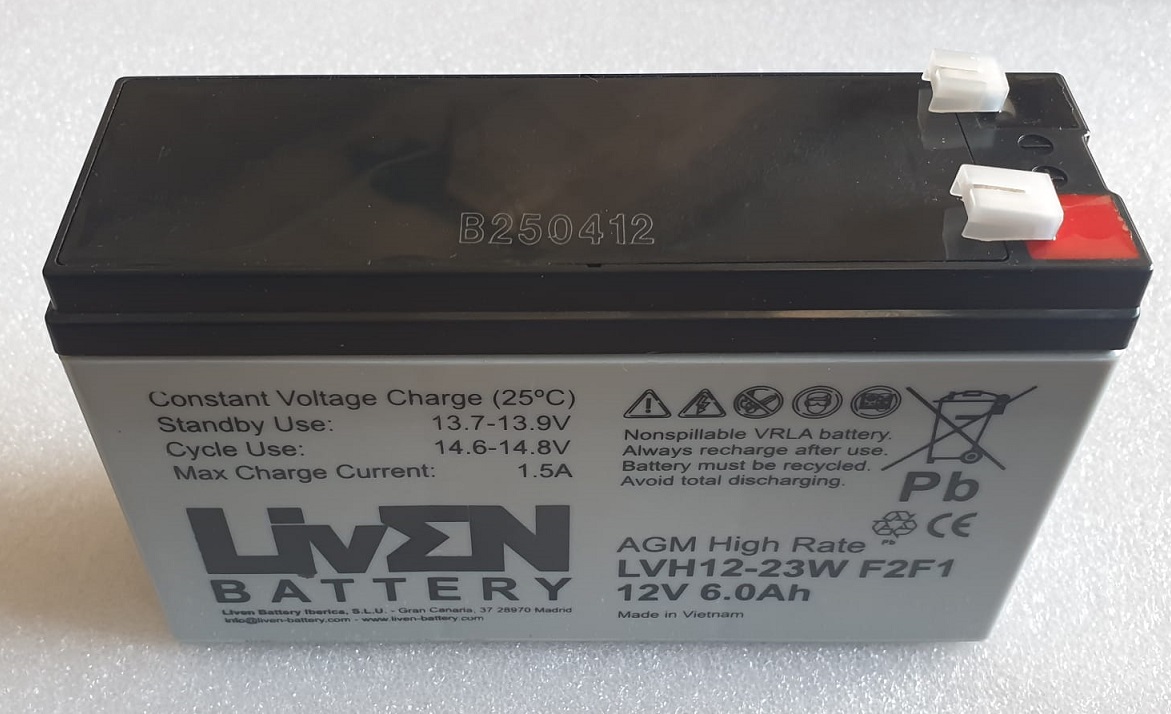 B250412
Constant Voltage Charge (25ºC)
Standby Use: 13.7-13.9V
Cycle Use: 14.6-14.8V
Max Charge Current: 1.5A
LivΣN
BATTERY
Liven Battery Iberica, S.L.U. - Gran Canaria, 37 28970 Madrid
info@liven-battery.com - www.liven-battery.com
Nonspillable VRLA battery.
Always recharge after use.
Battery must be recycled.
Avoid total discharging.
Pb
Pb
CE
AGM High Rate
LVH12-23W F2F1
12V 6.0Ah
Made in Vietnam